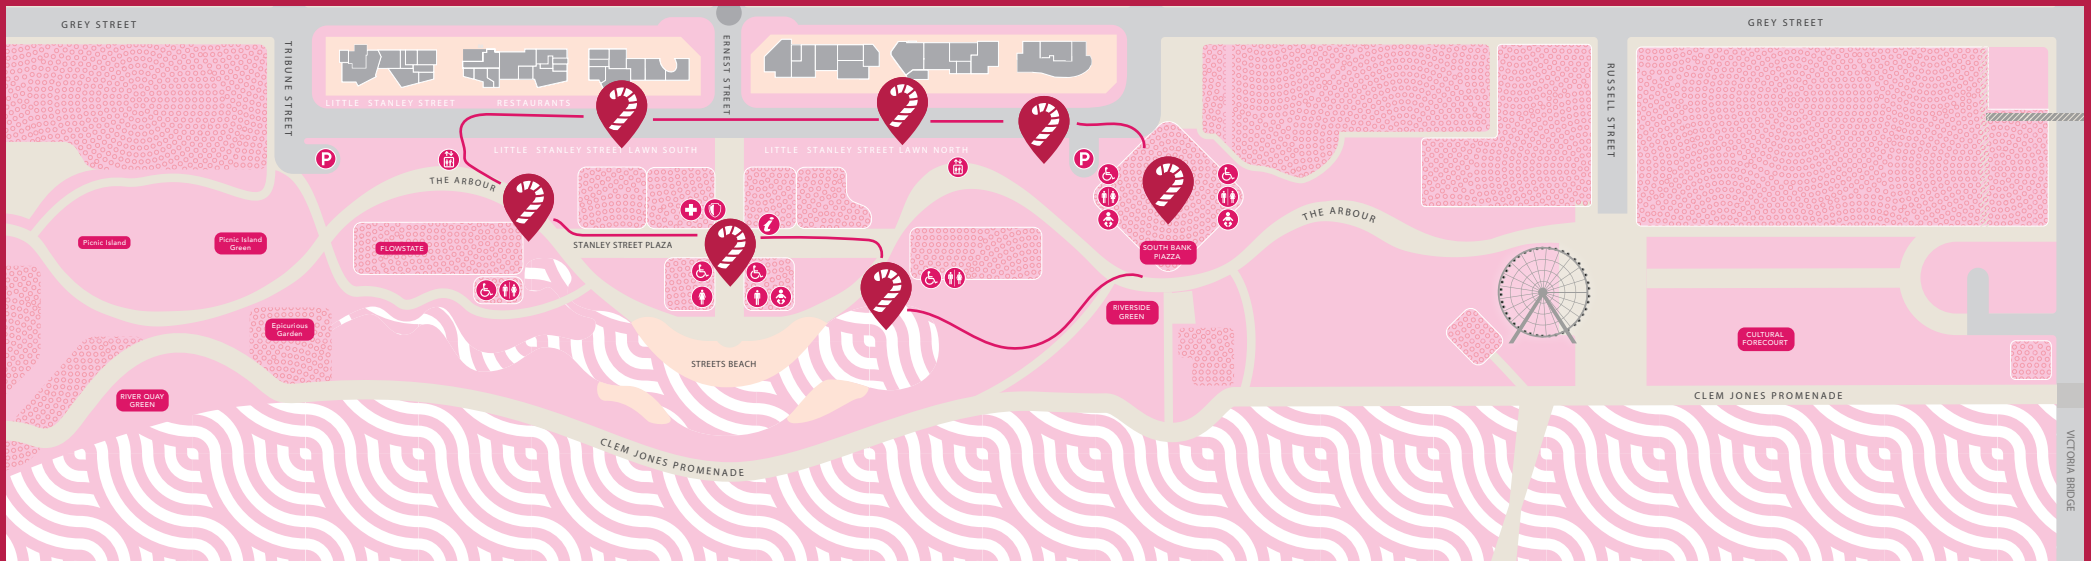 GREY STREET
GREY STREET
TRIBUNE STREET
ERNEST STREET
RUSSELL STREET
LITTLE STANLEY STREET
RESTAURANTS
LITTLE STANLEY STREET LAWN SOUTH
LITTLE STANLEY STREET LAWN NORTH
P
P
THE ARBOUR
THE ARBOUR
Picnic Island
Picnic Island
Green
FLOWSTATE
STANLEY STREET PLAZA
i
SOUTH BANK
PIAZZA
RIVERSIDE
GREEN
Epicurious
Garden
CULTURAL
FORECOURT
STREETS BEACH
RIVER QUAY
GREEN
CLEM JONES PROMENADE
CLEM JONES PROMENADE
VICTORIA BRIDGE